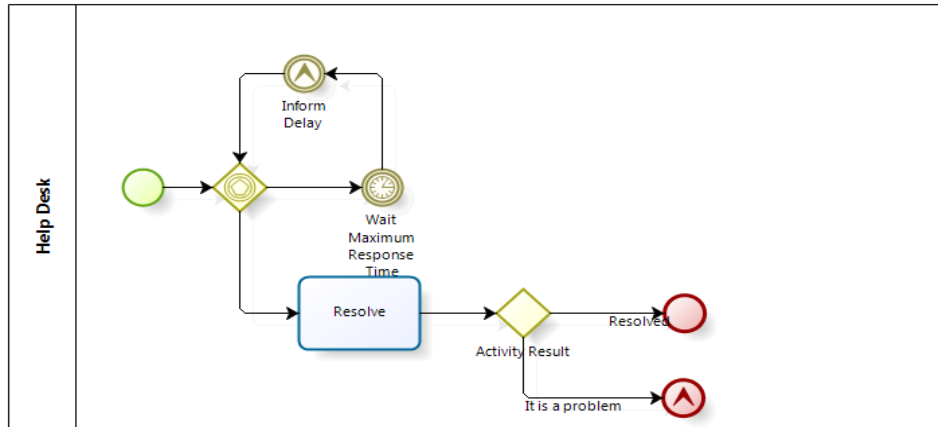 Help Desk
Inform
Delay
Wait
Maximum
Response
Time
Resolve
Activity Result
Resolved
It is a problem